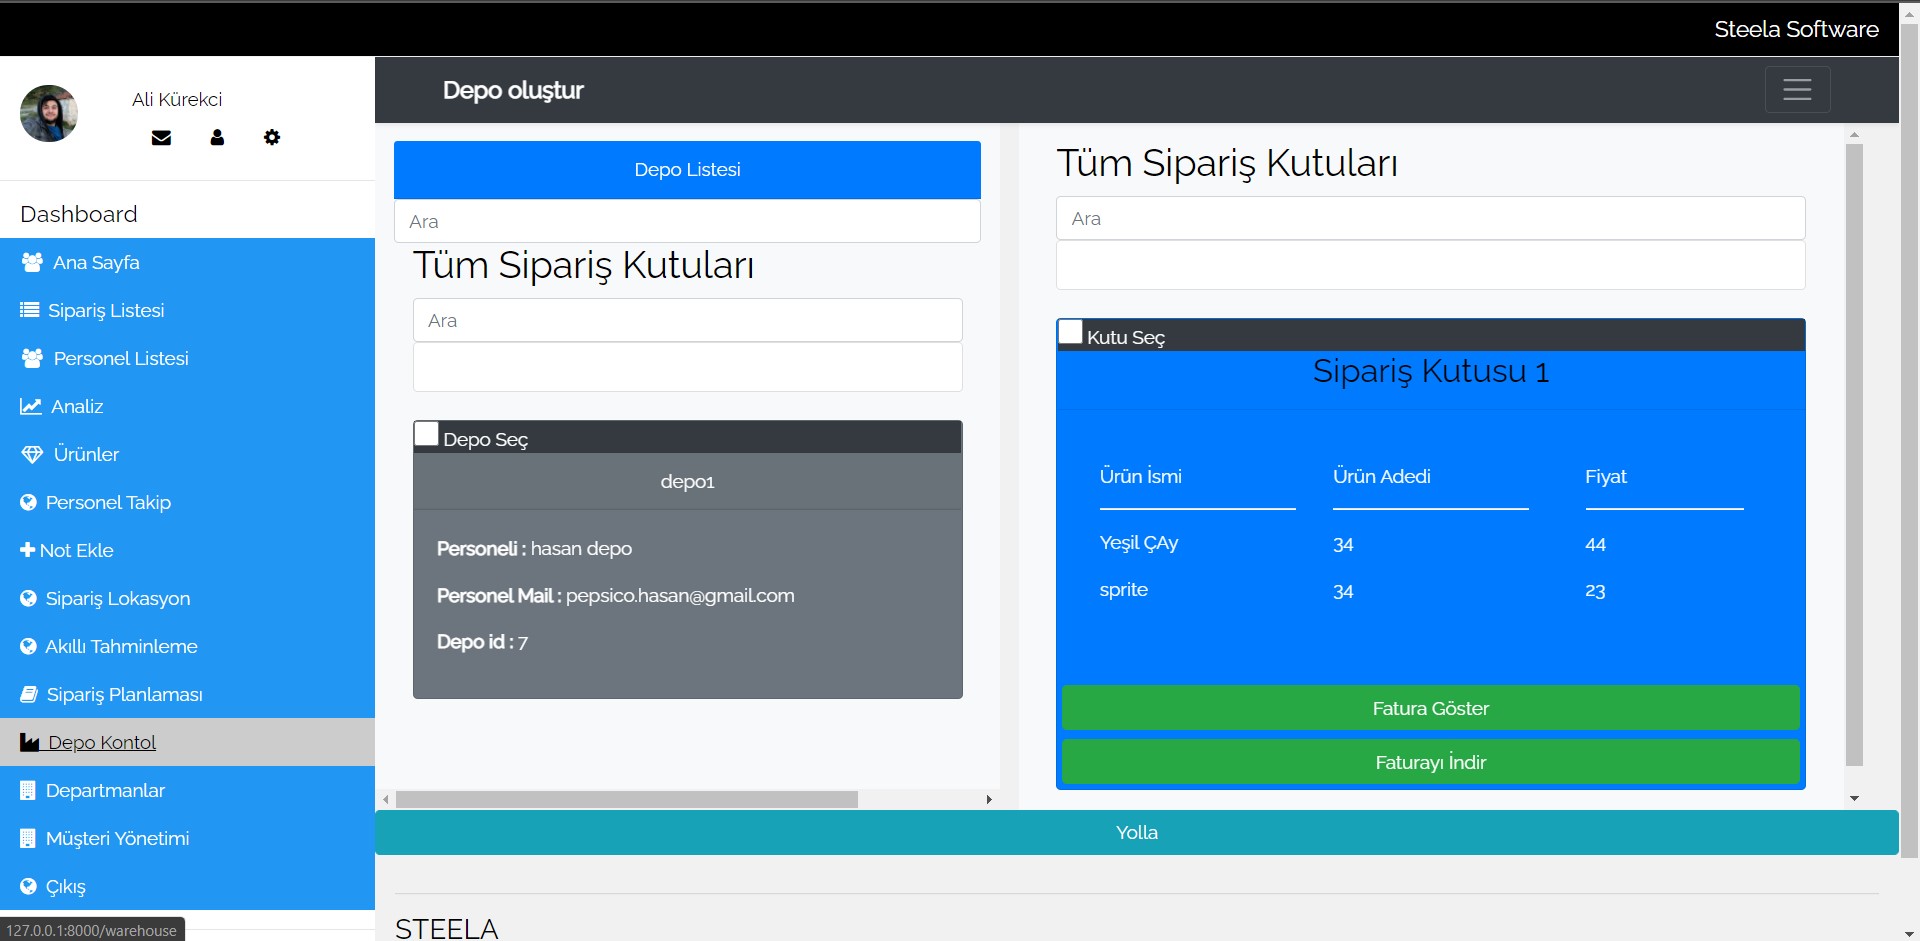 Steela Software
Ali Kürekci
Dashboard
Ana Sayfa
Sipariş Listesi
Personel Listesi
Analiz
Ürünler
Personel Takip
Not Ekle
Sipariş Lokasyon
Akıllı Tahminleme
Sipariş Planlaması
Depo Kontol
Departmanlar
Müşteri Yönetimi
Çıkış
127.0.0.1:8000/warehouse
Depo oluştur
Depo Listesi
Ara
Tüm Sipariş Kutuları
Ara
Depo Seç
depo1
Personeli : hasan depo
Personel Mail : pepsico.hasan@gmail.com
Depo id : 7
Tüm Sipariş Kutuları
Ara
Kutu Seç
Sipariş Kutusu 1
Ürün İsmi Ürün Adedi Fiyat
Yeşil ÇAy 34 44
sprite 34 23
Fatura Göster
Faturayı İndir
Yolla
STEELA